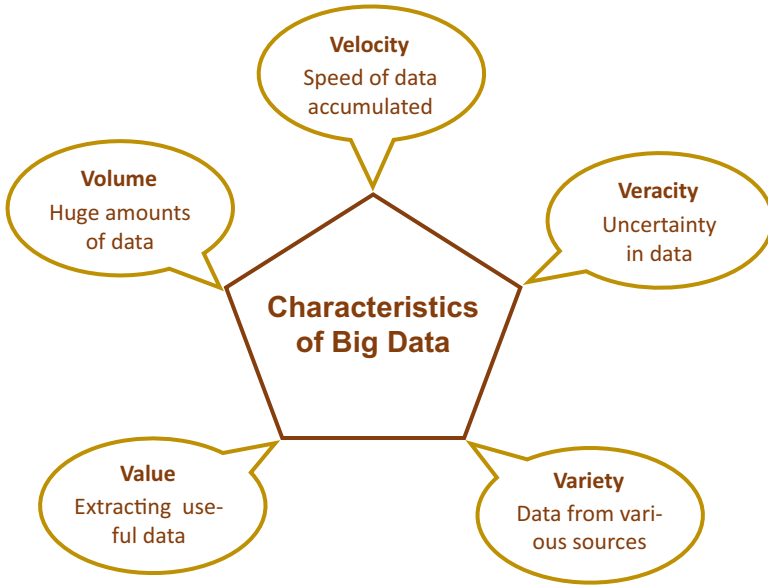 Velocity
Speed of data
accumulated
Volume
Huge amounts
of data
Veracity
Uncertainty
in data
Characteristics
of Big Data
Value
Extracting use-
ful data
Variety
Data from vari-
ous sources